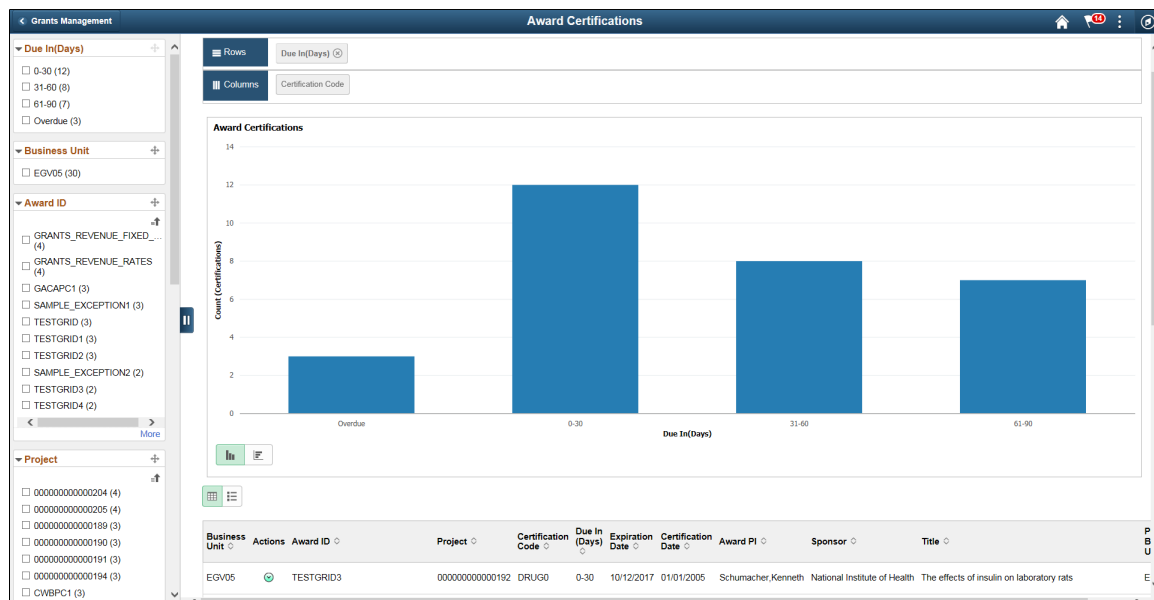 Grants Management
Award Certifications
14
Due In(Days)
0-30 (12)
31-60 (8)
61-90 (7)
Overdue (3)
Business Unit
EGV05 (30)
Award ID
GRANTS_REVENUE_FIXED_...
(4)
GRANTS_REVENUE_RATES
(4)
GACAPC1 (3)
SAMPLE_EXCEPTION1 (3)
TESTGRID (3)
TESTGRID1 (3)
TESTGRID2 (3)
SAMPLE_EXCEPTION2 (2)
TESTGRID3 (2)
TESTGRID4 (2)
More
Project
000000000000204 (4)
000000000000205 (4)
000000000000189 (3)
000000000000190 (3)
000000000000191 (3)
000000000000194 (3)
CWBPC1 (3)
Rows
Due In(Days)
Columns
Certification Code
Award Certifications
Count (Certifications)
14
12
10
8
6
4
2
0
Overdue
0-30
31-60
61-90
Due In(Days)
Business
Unit
Actions
Award ID
Project
Certification
Code
Due In
(Days)
Expiration
Date
Certification
Date
Award PI
Sponsor
Title
P
B
U
EGV05
TESTGRID3
000000000000192
DRUG0
0-30
10/12/2017
01/01/2005
Schumacher,Kenneth
National Institute of Health
The effects of insulin on laboratory rats
E